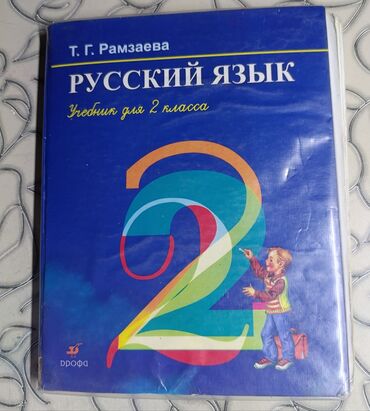 Т. Г. Рамзаева
РУССКИЙ ЯЗЫК
Учебник для 2 класса
2
ДРОФА